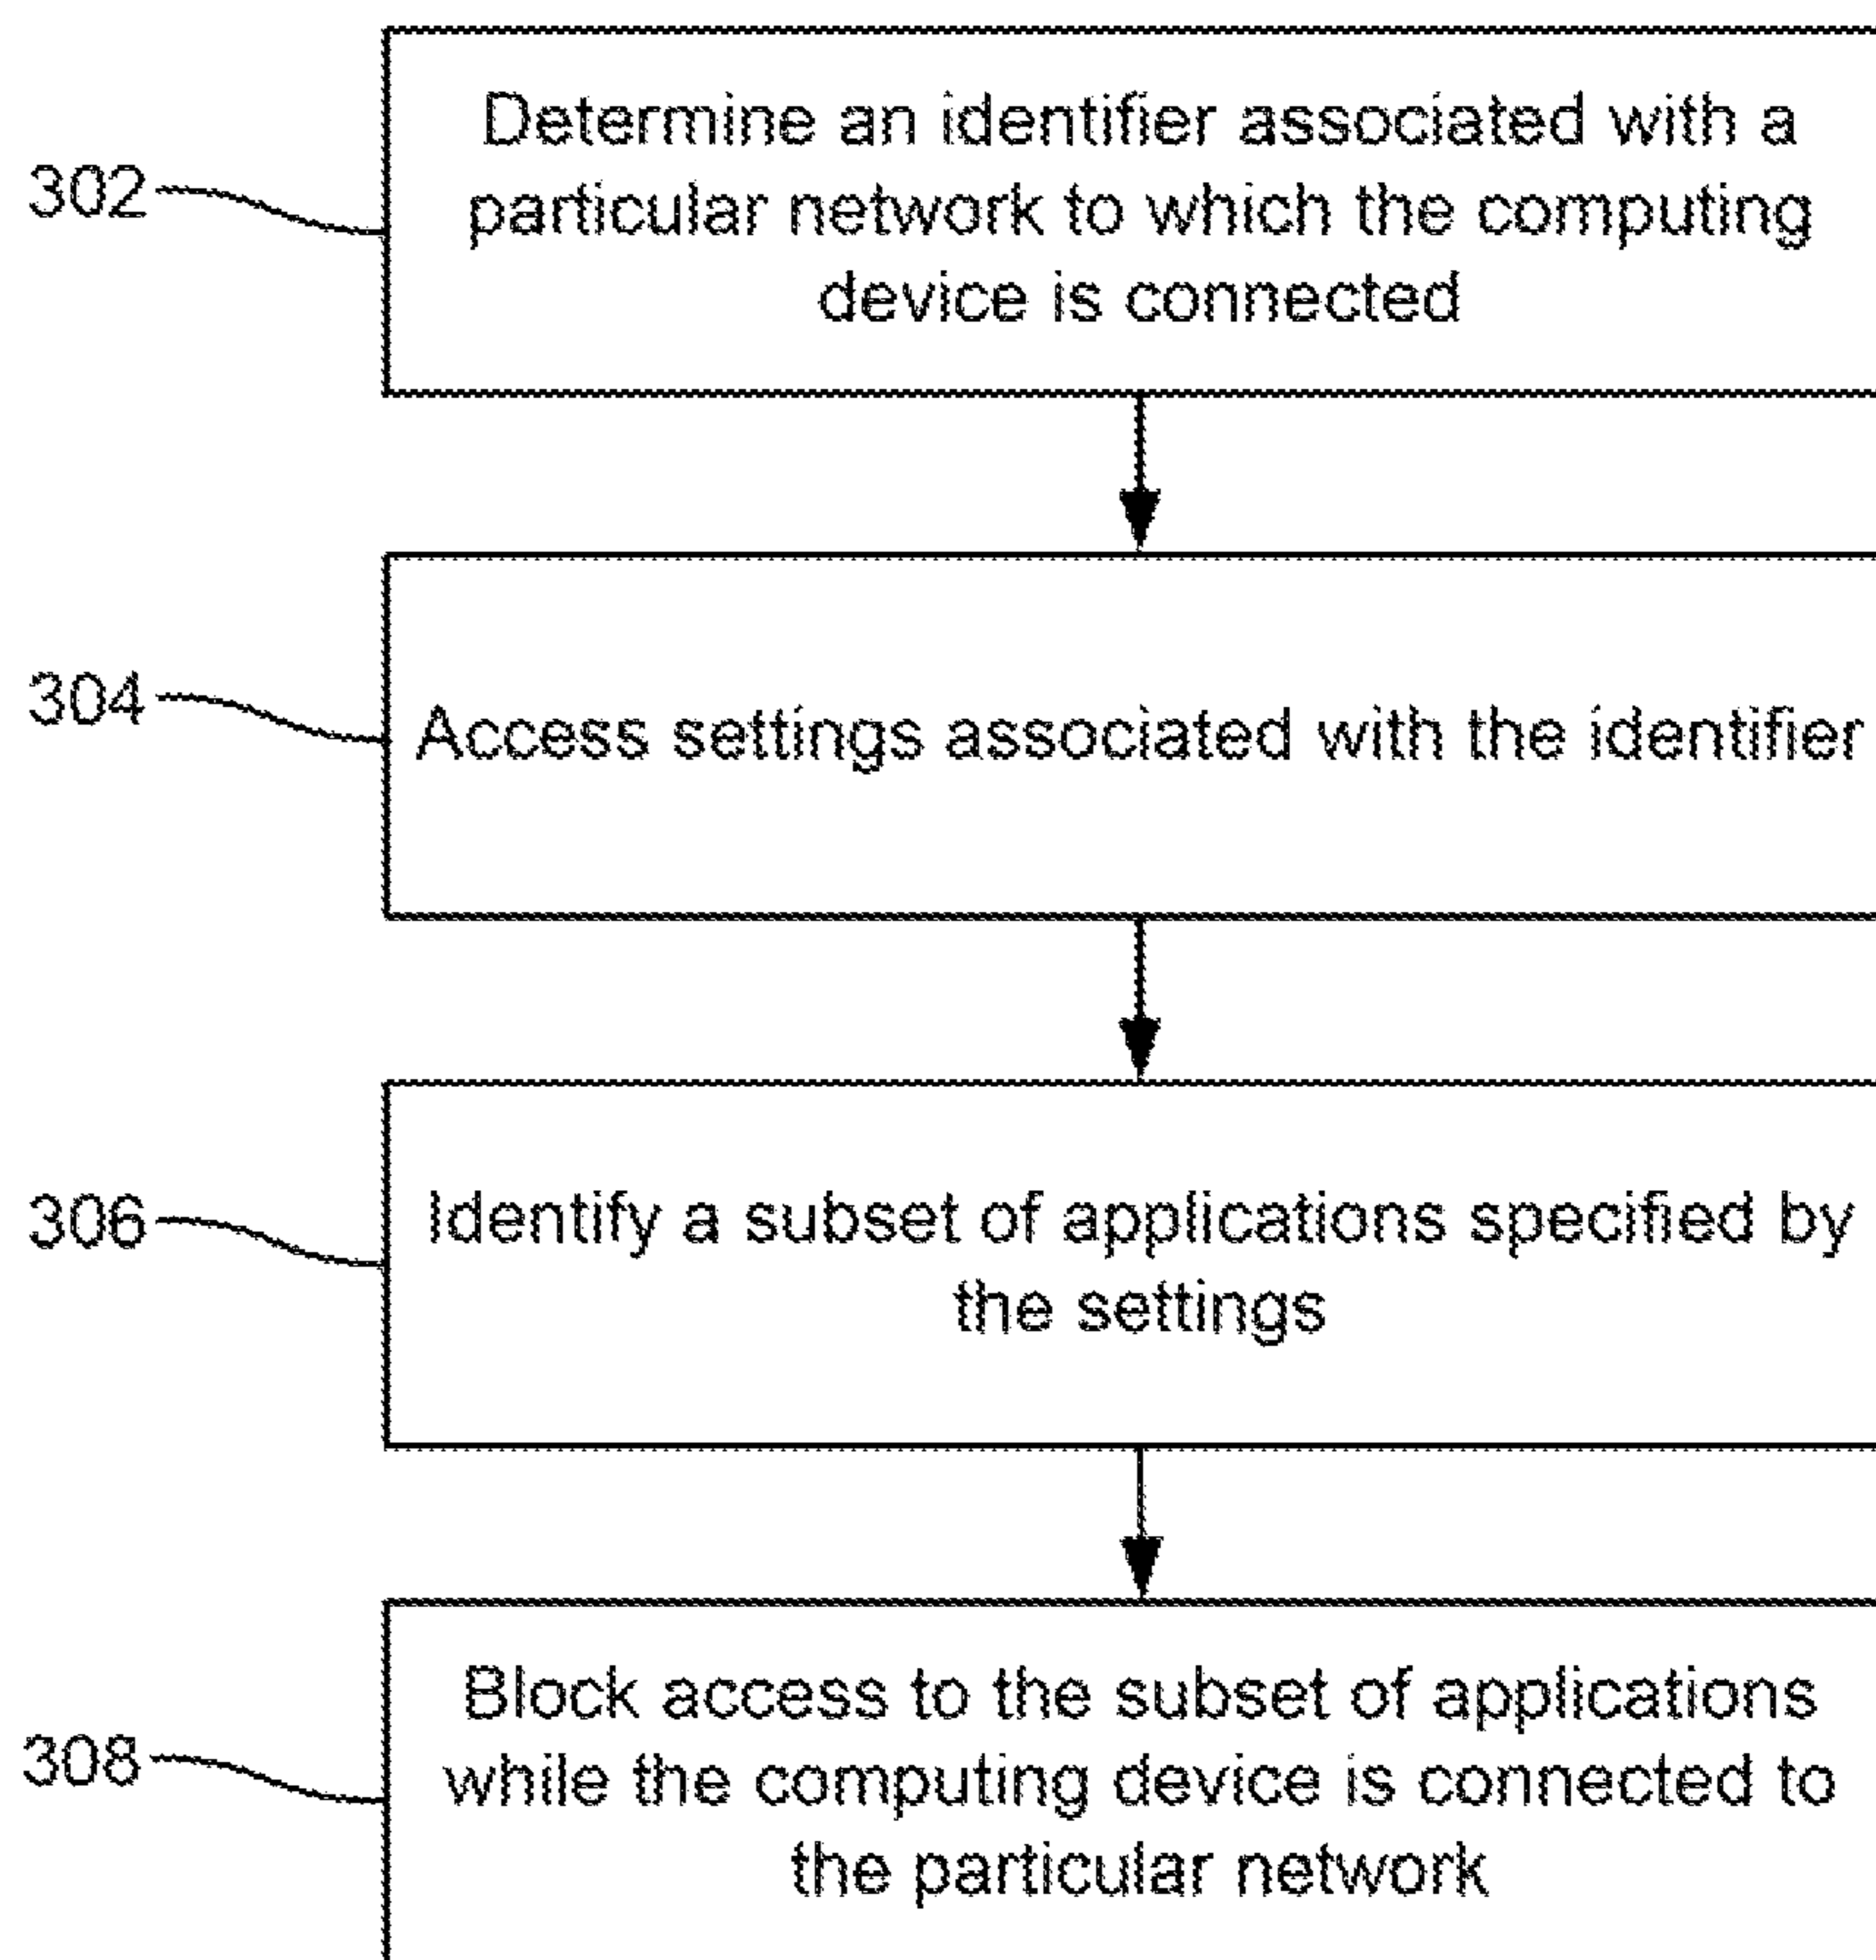 302
Determine an identifier associated with a
particular network to which the computing
device is connected
304
Access settings associated with the identifier
306
Identify a subset of applications specified by
the settings
308
Block access to the subset of applications
while the computing device is connected to
the particular network